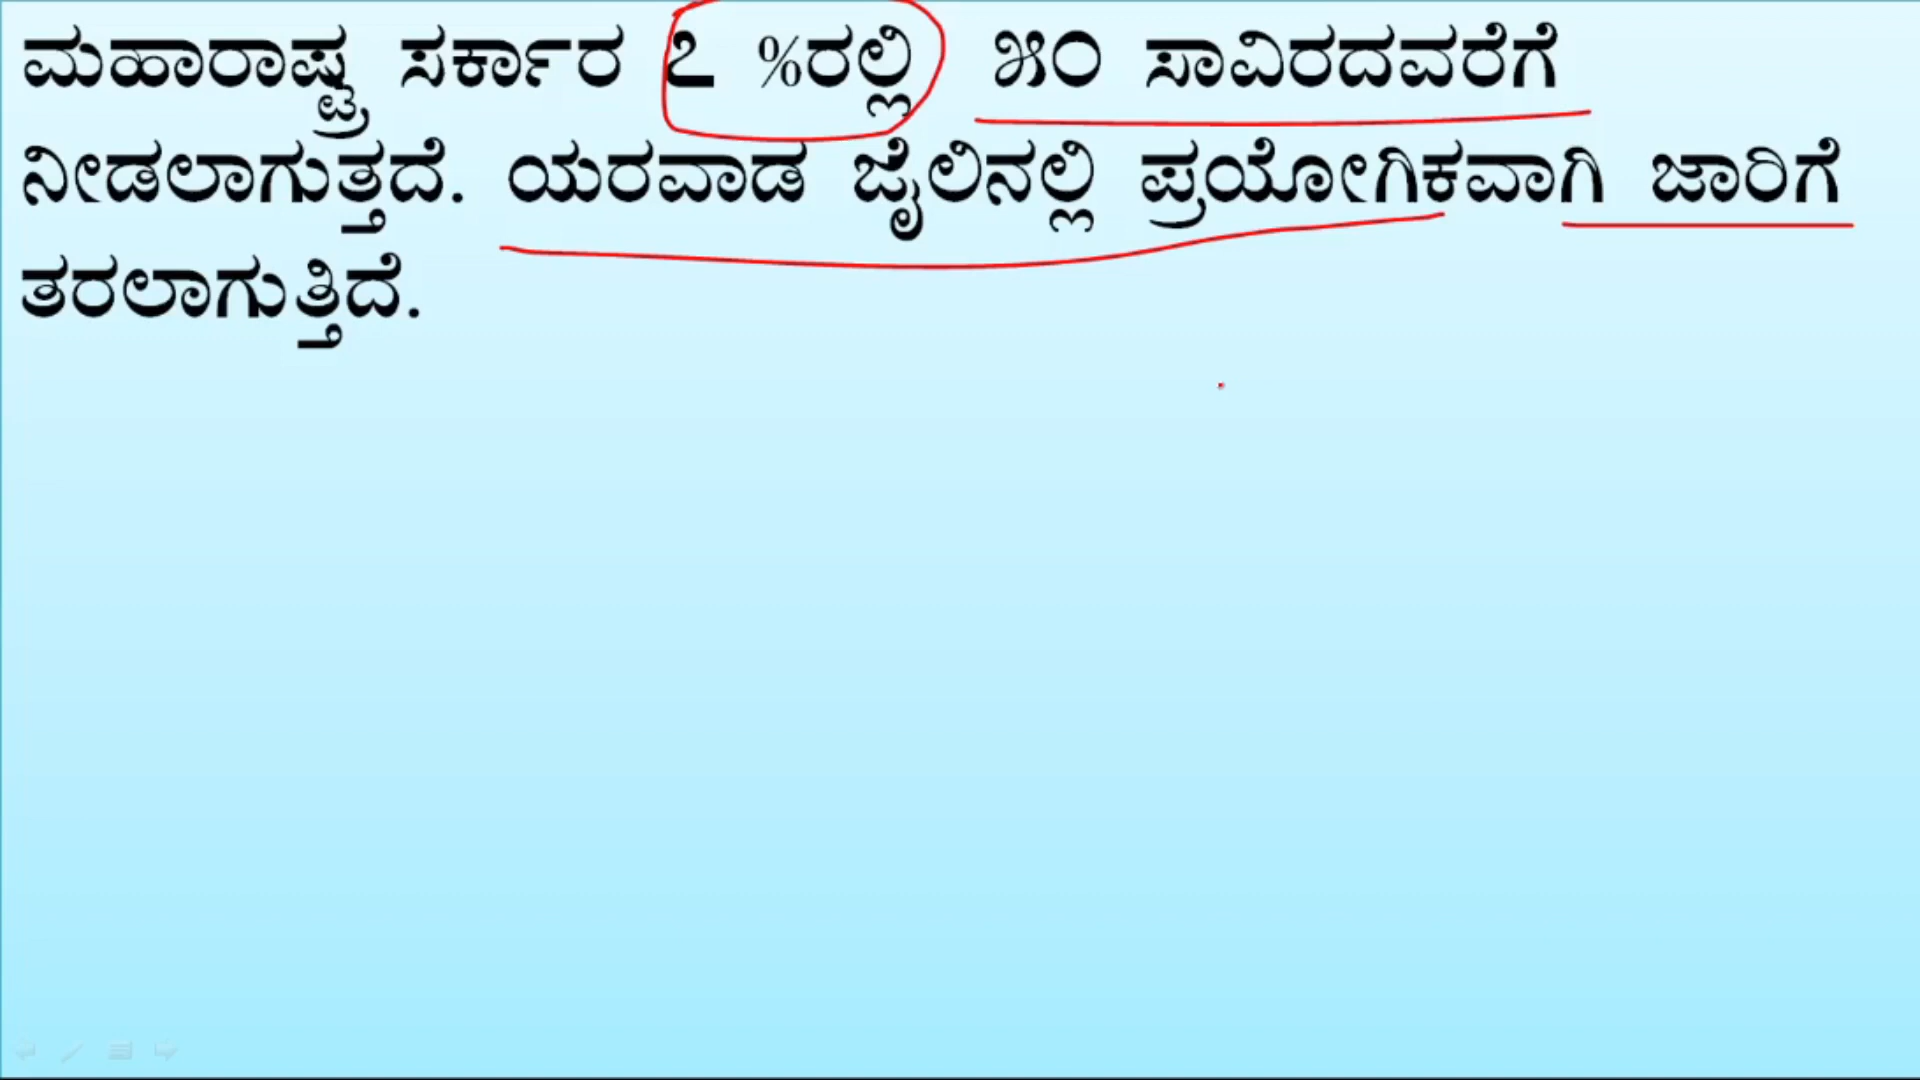 ಮಹಾರಾಷ್ಟ್ರ ಸರ್ಕಾರ ೭ %ರಲ್ಲಿ ೫೦ ಸಾವಿರದವರೆಗೆ
ನೀಡಲಾಗುತ್ತದೆ. ಯರವಾಡ ಜೈಲಿನಲ್ಲಿ ಪ್ರಯೋಗಿಕವಾಗಿ ಜಾರಿಗೆ
ತರಲಾಗುತ್ತಿದೆ.